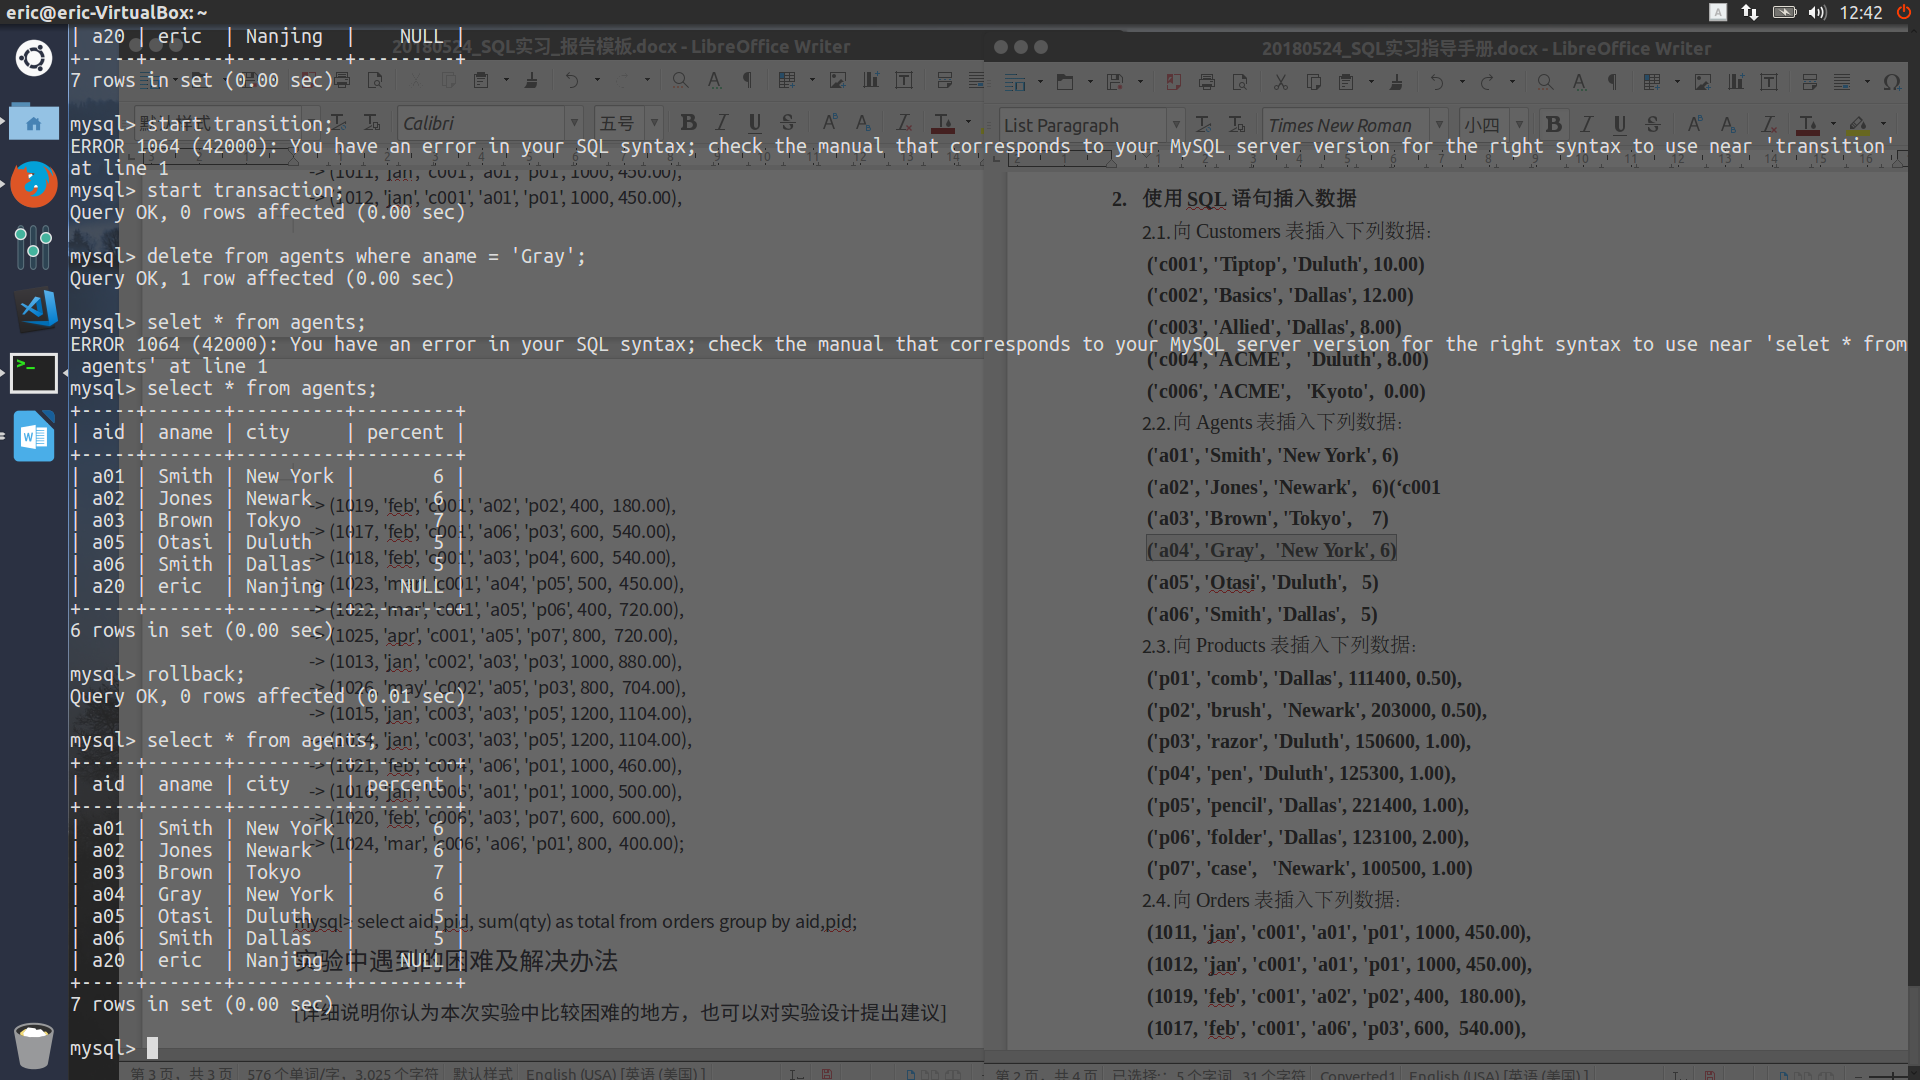 eric@eric-VirtualBox: ~
12:42
| a20 | eric  | Nanjing  |    NULL |
+-----+-------+----------+---------+
7 rows in set (0.00 sec)
mysql> start transition;
ERROR 1064 (42000): You have an error in your SQL syntax; check the manual that corresponds to your MySQL server version for the right syntax to use near 'transition'
at line 1
mysql> start transaction;
Query OK, 0 rows affected (0.00 sec)
mysql> delete from agents where aname = 'Gray';
Query OK, 1 row affected (0.00 sec)
mysql> selet * from agents;
ERROR 1064 (42000): You have an error in your SQL syntax; check the manual that corresponds to your MySQL server version for the right syntax to use near 'selet * from
agents' at line 1
mysql> select * from agents;
+-----+-------+----------+---------+
| aid | aname | city     | percent |
+-----+-------+----------+---------+
| a01 | Smith | New York |       6 |
| a02 | Jones | Newark   |       6 |
| a03 | Brown | Tokyo    |       7 |
| a05 | Otasi | Duluth   |       5 |
| a06 | Smith | Dallas   |       5 |
| a20 | eric  | Nanjing  |    NULL |
+-----+-------+----------+---------+
6 rows in set (0.00 sec)
mysql> rollback;
Query OK, 0 rows affected (0.01 sec)
mysql> select * from agents;
+-----+-------+----------+---------+
| aid | aname | city     | percent |
+-----+-------+----------+---------+
| a01 | Smith | New York |       6 |
| a02 | Jones | Newark   |       6 |
| a03 | Brown | Tokyo    |       7 |
| a04 | Gray  | New York |       6 |
| a05 | Otasi | Duluth   |       5 |
| a06 | Smith | Dallas   |       5 |
| a20 | eric  | Nanjing  |    NULL |
+-----+-------+----------+---------+
7 rows in set (0.00 sec)
mysql>
20180524_SQL实习_报告模板.docx - LibreOffice Writer
默认样式
Calibri
五号
-> (1011, 'jan', 'c001', 'a01', 'p01', 1000, 450.00),
-> (1012, 'jan', 'c001', 'a01', 'p01', 1000, 450.00),
-> (1019, 'feb', 'c001', 'a02', 'p02', 400, 180.00),
-> (1017, 'feb', 'c001', 'a06', 'p03', 600, 540.00),
-> (1018, 'feb', 'c001', 'a03', 'p04', 600, 540.00),
-> (1023, 'mar', 'c001', 'a04', 'p05', 500, 450.00),
-> (1022, 'mar', 'c001', 'a05', 'p06', 400, 720.00),
-> (1025, 'apr', 'c001', 'a05', 'p07', 800, 720.00),
-> (1013, 'jan', 'c002', 'a03', 'p03', 1000, 880.00),
-> (1026, 'may', 'c002', 'a05', 'p03', 800, 704.00),
-> (1015, 'jan', 'c003', 'a03', 'p05', 1200, 1104.00),
-> (1014, 'jan', 'c003', 'a03', 'p05', 1200, 1104.00),
-> (1021, 'feb', 'c004', 'a06', 'p01', 1000, 460.00),
-> (1016, 'jan', 'c006', 'a01', 'p01', 1000, 500.00),
-> (1020, 'feb', 'c006', 'a03', 'p07', 600, 600.00),
-> (1024, 'mar', 'c006', 'a06', 'p01', 800, 400.00);
mysql> select aid, pid, sum(qty) as total from orders group by aid,pid;
实验中遇到的困难及解决办法
[详细说明你认为本次实验中比较困难的地方，也可以对实验设计提出建议]
第 3 页，共 3 页
576 个单词/字，3,025 个字符
默认样式
English (USA) [英语 (美国) ]
20180524_SQL实习指导手册.docx - LibreOffice Writer
List Paragraph
Times New Roman
小四
2. 使用 SQL 语句插入数据
2.1.向 Customers 表插入下列数据：
('c001', 'Tiptop', 'Duluth', 10.00)
('c002', 'Basics', 'Dallas', 12.00)
('c003', 'Allied', 'Dallas', 8.00)
('c004', 'ACME', 'Duluth', 8.00)
('c006', 'ACME', 'Kyoto', 0.00)
2.2.向 Agents 表插入下列数据：
('a01', 'Smith', 'New York', 6)
('a02', 'Jones', 'Newark', 6)(‘c001
('a03', 'Brown', 'Tokyo', 7)
('a04', 'Gray', 'New York', 6)
('a05', 'Otasi', 'Duluth', 5)
('a06', 'Smith', 'Dallas', 5)
2.3.向 Products 表插入下列数据：
('p01', 'comb', 'Dallas', 111400, 0.50),
('p02', 'brush', 'Newark', 203000, 0.50),
('p03', 'razor', 'Duluth', 150600, 1.00),
('p04', 'pen', 'Duluth', 125300, 1.00),
('p05', 'pencil', 'Dallas', 221400, 1.00),
('p06', 'folder', 'Dallas', 123100, 2.00),
('p07', 'case', 'Newark', 100500, 1.00)
2.4.向 Orders 表插入下列数据：
(1011, 'jan', 'c001', 'a01', 'p01', 1000, 450.00),
(1012, 'jan', 'c001', 'a01', 'p01', 1000, 450.00),
(1019, 'feb', 'c001', 'a02', 'p02', 400, 180.00),
(1017, 'feb', 'c001', 'a06', 'p03', 600, 540.00),
第 2 页，共 4 页
已选择：5 个字词，31 个字符
Converted1
English (USA) [英语 (美国) ]